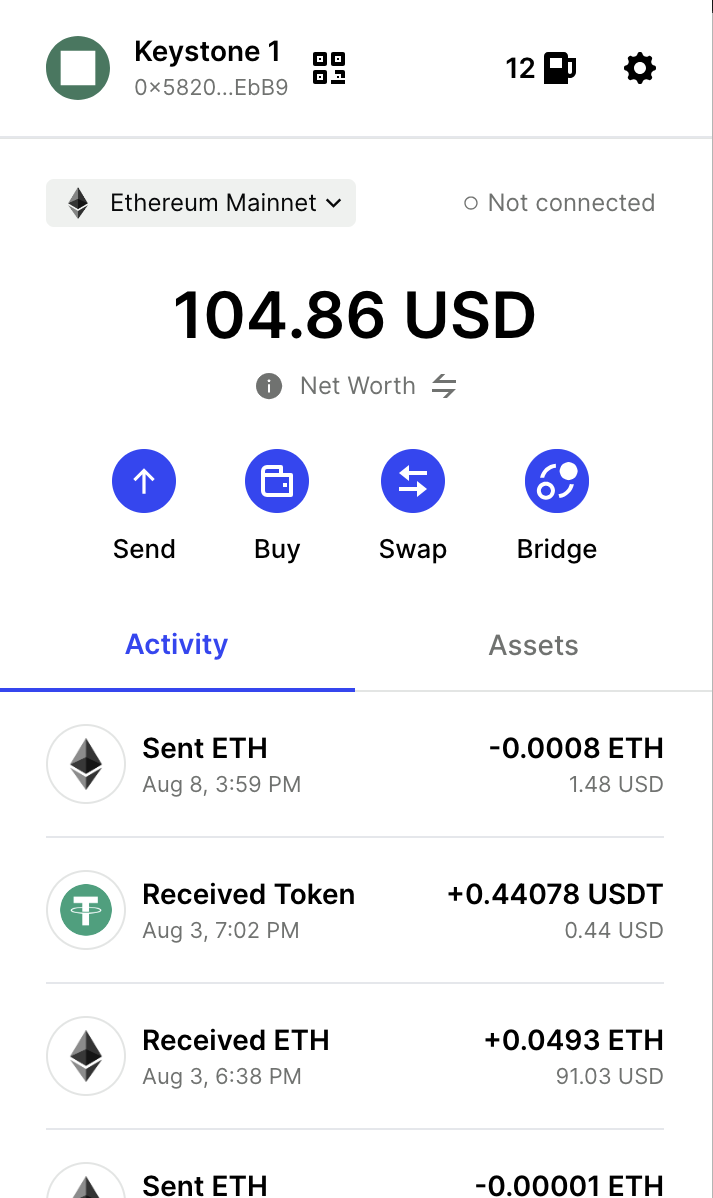 Keystone 1
0x5820...EbB9
12
Ethereum Mainnet
Not connected
104.86 USD
Net Worth
Send Buy Swap Bridge
Activity Assets
Sent ETH -0.0008 ETH
Aug 8, 3:59 PM 1.48 USD
Received Token +0.44078 USDT
Aug 3, 7:02 PM 0.44 USD
Received ETH +0.0493 ETH
Aug 3, 6:38 PM 91.03 USD
Sent ETH -0.00001 ETH